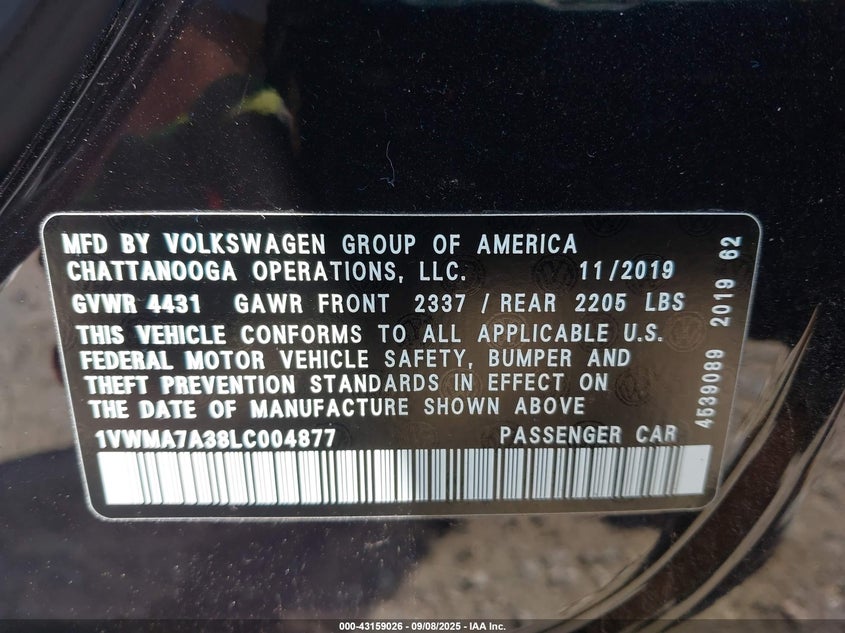 MFD BY VOLKSWAGEN GROUP OF AMERICA
CHATTANOOGA OPERATIONS, LLC. 11/2019
GVWR 4431 GAWR FRONT 2337 / REAR 2205 LBS
THIS VEHICLE CONFORMS TO ALL APPLICABLE U.S.
FEDERAL MOTOR VEHICLE SAFETY, BUMPER AND
THEFT PREVENTION STANDARDS IN EFFECT ON
THE DATE OF MANUFACTURE SHOWN ABOVE
1VWMA7A38LC004877 PASSENGER CAR
4539089 2019 62
000-43159026 - 09/08/2025 - IAA Inc.